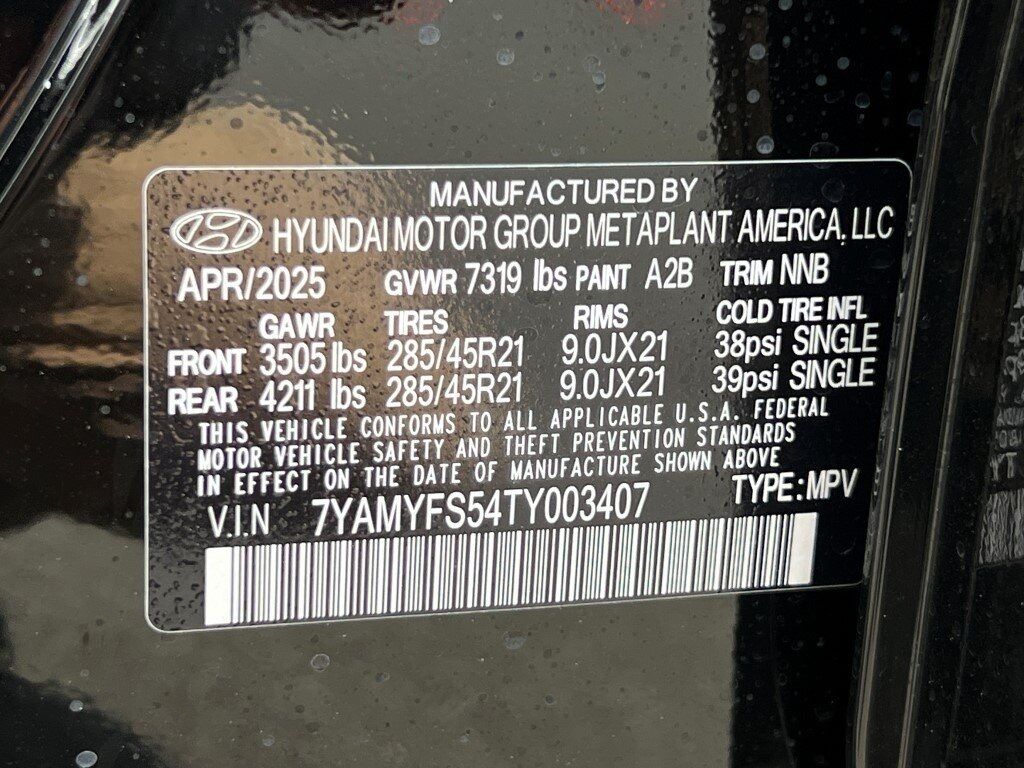 MANUFACTURED BY
HYUNDAI MOTOR GROUP METAPLANT AMERICA, LLC
APR/2025 GVWR 7319 lbs PAINT A2B TRIM NNB
GAWR TIRES RIMS COLD TIRE INFL
FRONT 3505 lbs 285/45R21 9.0JX21 38psi SINGLE
REAR 4211 lbs 285/45R21 9.0JX21 39psi SINGLE
THIS VEHICLE CONFORMS TO ALL APPLICABLE U.S.A. FEDERAL
MOTOR VEHICLE SAFETY AND THEFT PREVENTION STANDARDS
IN EFFECT ON THE DATE OF MANUFACTURE SHOWN ABOVE
V.I.N 7YAMYFS54TY003407 TYPE:MPV